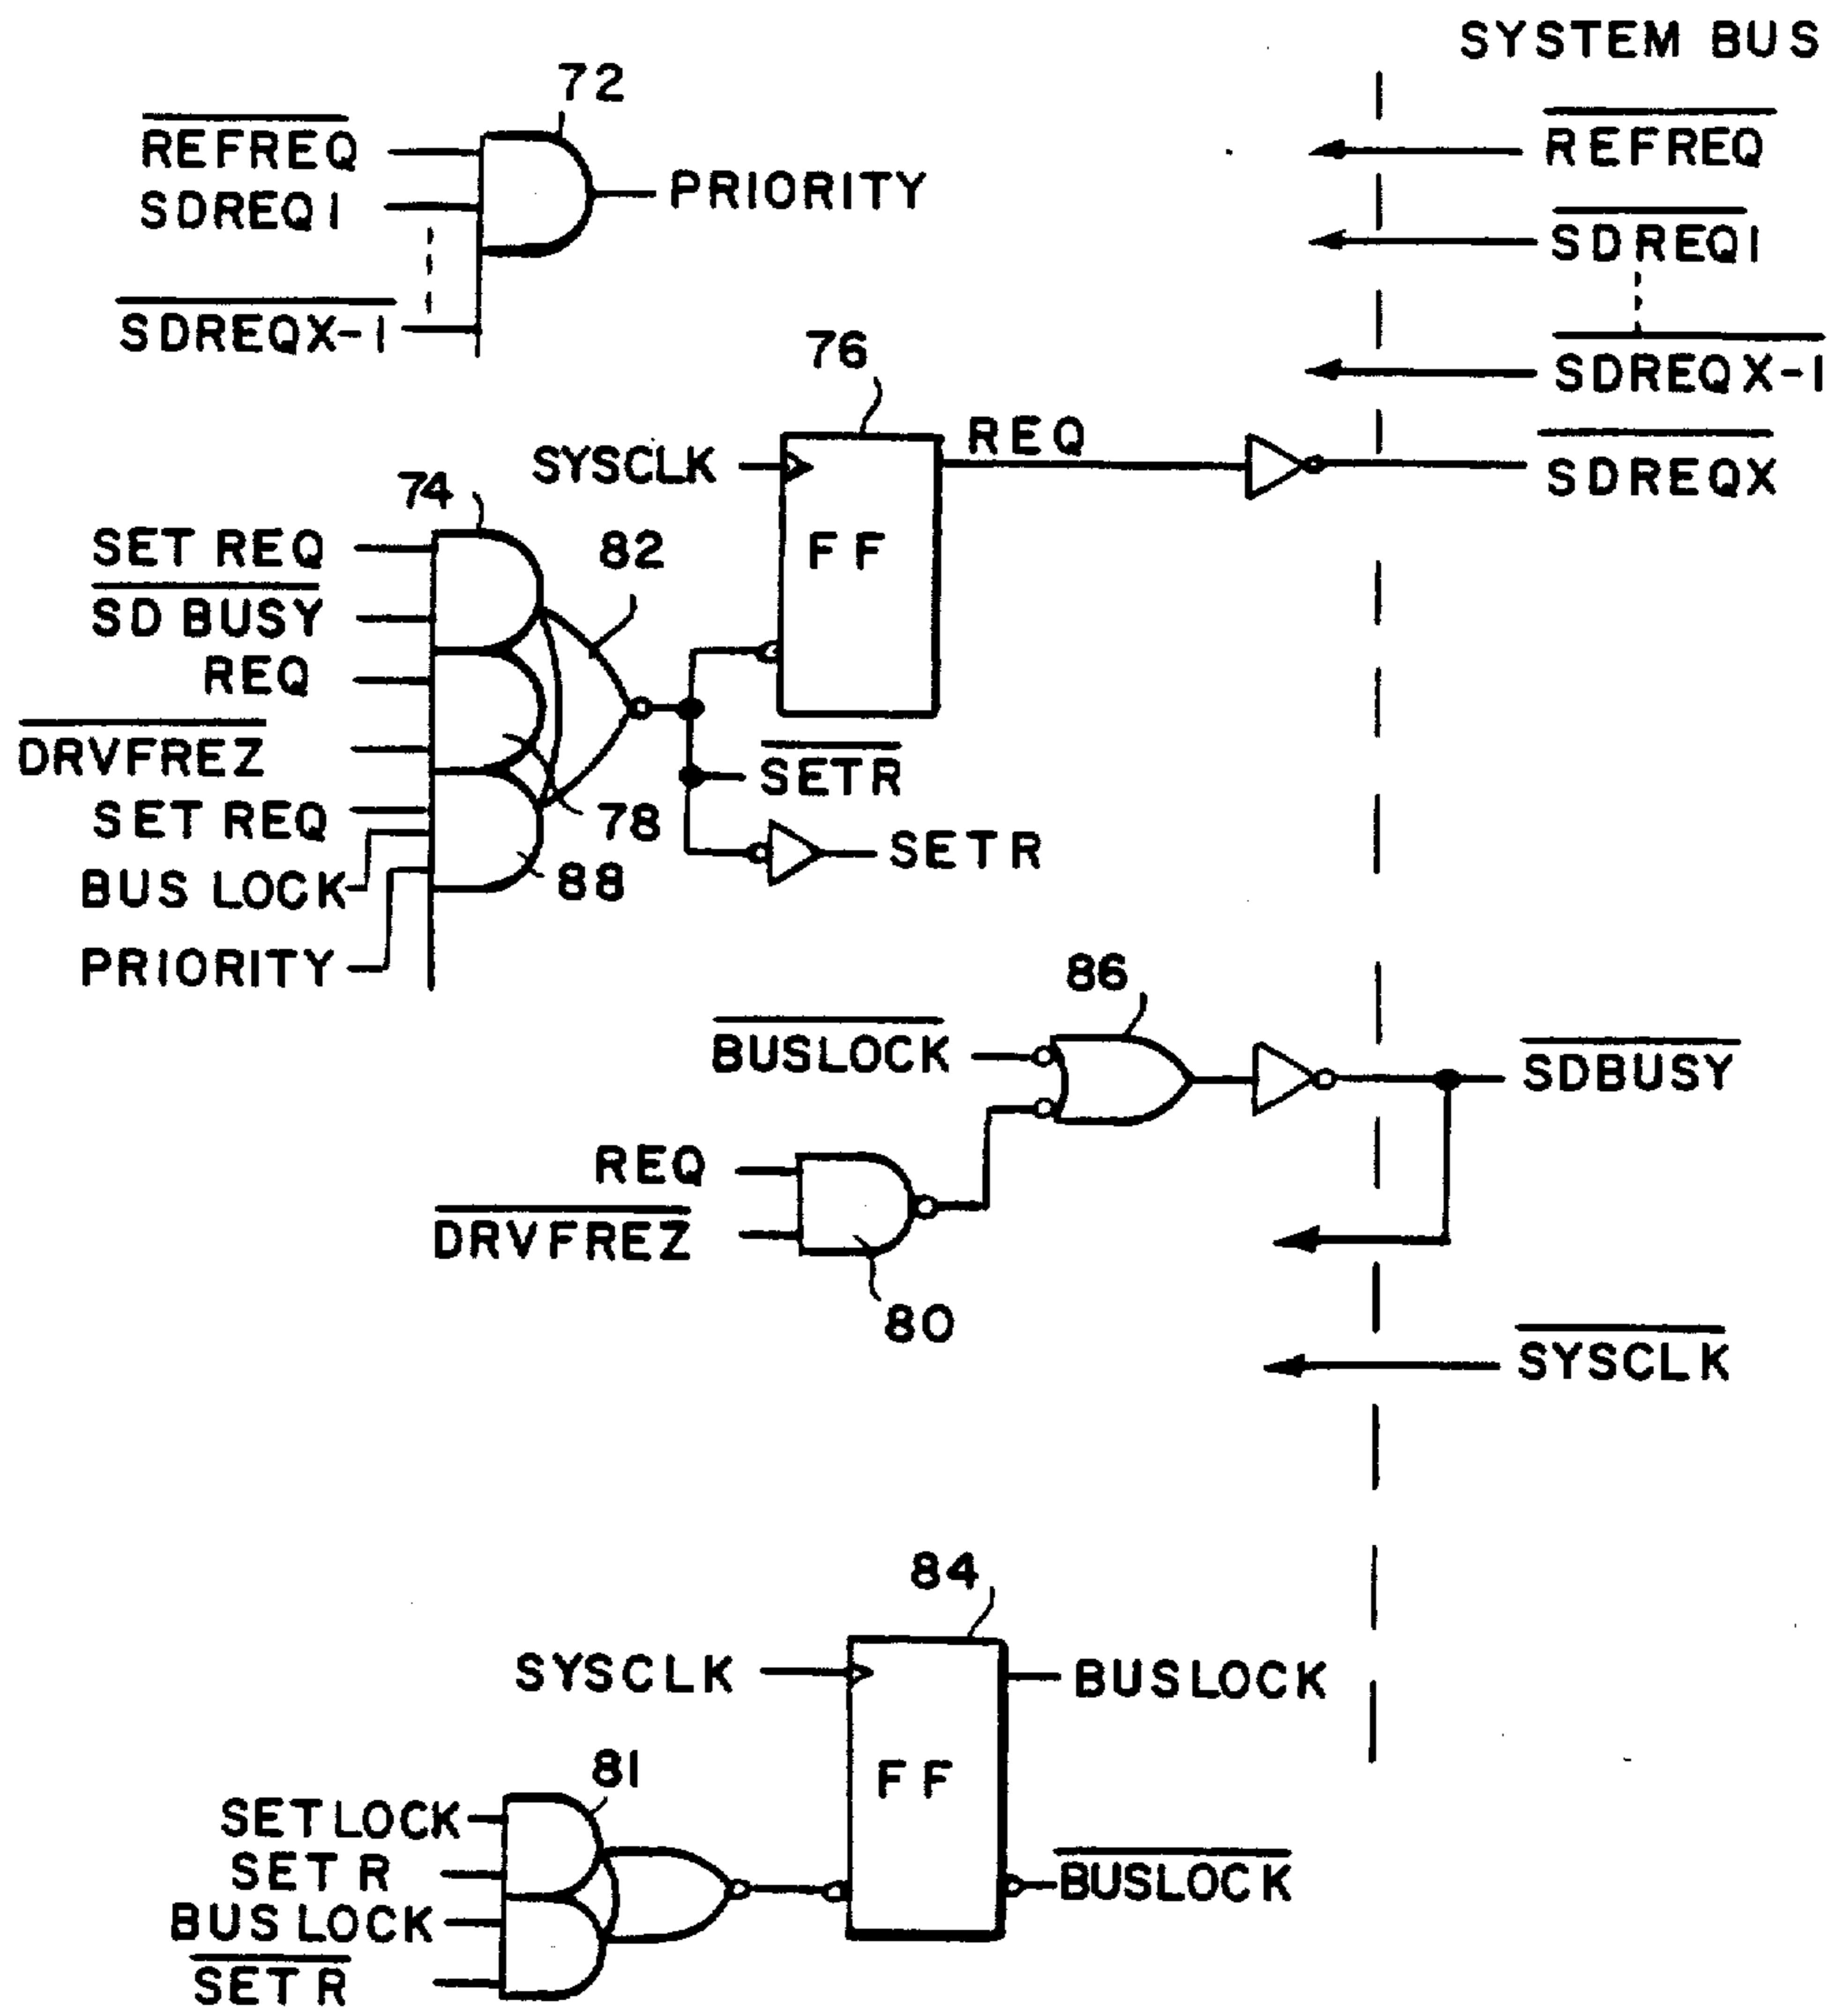 SYSTEM BUS
72
REFREQ
SDREQ1
SDREQX-1
PRIORITY
REFREQ
SDREQ1
SDREQX-1
SDREQX
76
SYSCLK
REQ
FF
74
82
SET REQ
SD BUSY
REQ
DRVFREZ
SET REQ
BUS LOCK
PRIORITY
78
88
SETR
SETR
86
BUSLOCK
SDBUSY
REQ
DRVFREZ
80
SYSCLK
84
SYSCLK
BUSLOCK
FF
81
SETLOCK
SET R
BUS LOCK
SET R
BUSLOCK